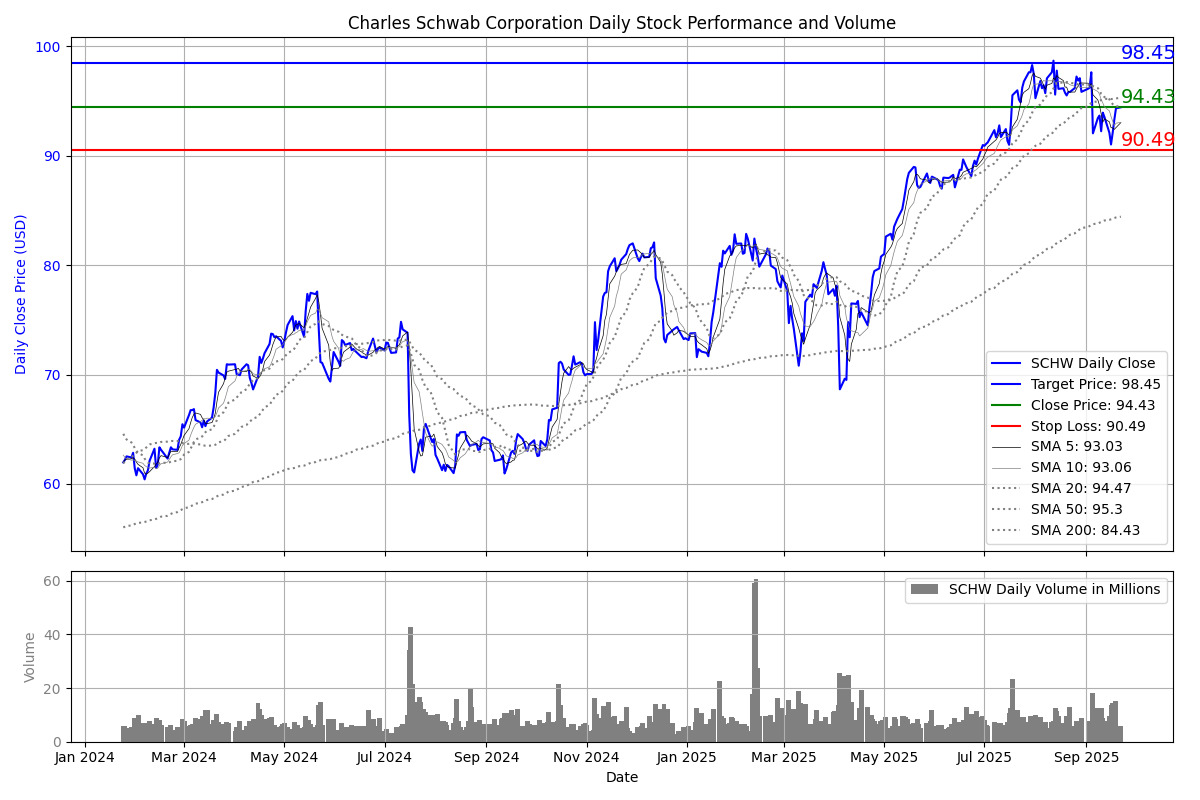 Charles Schwab Corporation Daily Stock Performance and Volume
100
90
80
70
60
Daily Close Price (USD)
98.45
94.43
90.49
SCHW Daily Close
Target Price: 98.45
Close Price: 94.43
Stop Loss: 90.49
SMA 5: 93.03
SMA 10: 93.06
SMA 20: 94.47
SMA 50: 95.3
SMA 200: 84.43
60
40
20
0
Volume
SCHW Daily Volume in Millions
Jan 2024 Mar 2024 May 2024 Jul 2024 Sep 2024 Nov 2024 Jan 2025 Mar 2025 May 2025 Jul 2025 Sep 2025
Date